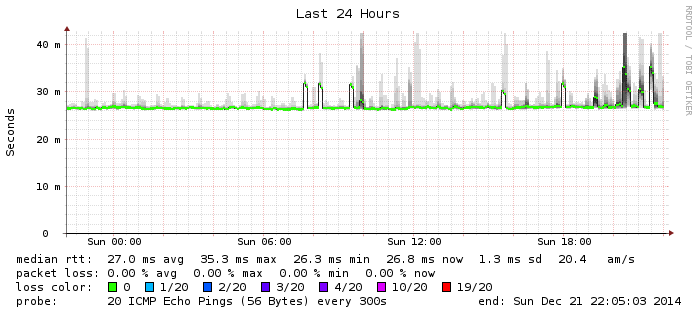 Last 24 Hours
RRDTOOL / TOBI OETIKER
Seconds
40 m
30 m
20 m
10 m
0
Sun 00:00 Sun 06:00 Sun 12:00 Sun 18:00
median rtt: 27.0 ms avg 35.3 ms max 26.3 ms min 26.8 ms now 1.3 ms sd 20.4 am/s
packet loss: 0.00 % avg 0.00 % max 0.00 % min 0.00 % now
loss color: 0 1/20 2/20 3/20 4/20 10/20 19/20
probe: 20 ICMP Echo Pings (56 Bytes) every 300s end: Sun Dec 21 22:05:03 2014